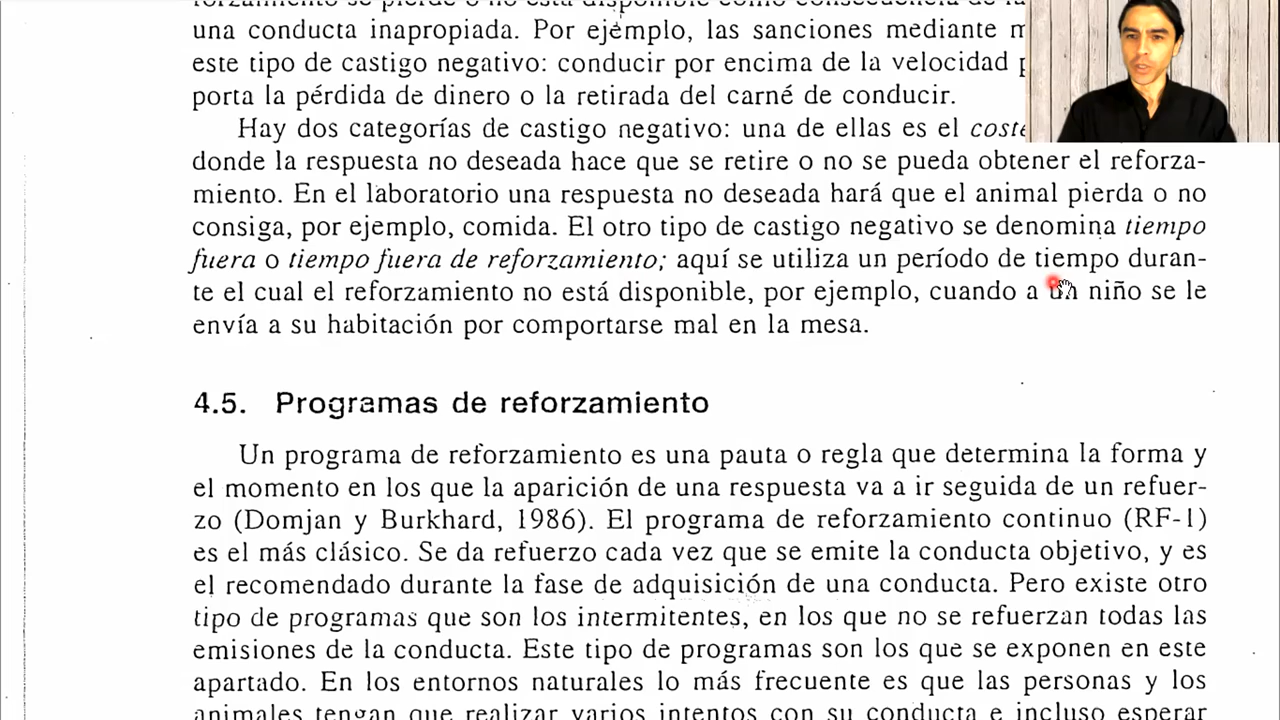 una conducta inapropiada. Por ejemplo, las sanciones mediante
este tipo de castigo negativo: conducir por encima de la velocidad
porta la pérdida de dinero o la retirada del carné de conducir.
Hay dos categorías de castigo negativo: una de ellas es el coste
donde la respuesta no deseada hace que se retire o no se pueda obtener el reforza-
miento. En el laboratorio una respuesta no deseada hará que el animal pierda o no
consiga, por ejemplo, comida. El otro tipo de castigo negativo se denomina tiempo
fuera o tiempo fuera de reforzamiento; aquí se utiliza un período de tiempo duran-
te el cual el reforzamiento no está disponible, por ejemplo, cuando a un niño se le
envía a su habitación por comportarse mal en la mesa.
4.5. Programas de reforzamiento
Un programa de reforzamiento es una pauta o regla que determina la forma y
el momento en los que la aparición de una respuesta va a ir seguida de un refuer-
zo (Domjan y Burkhard, 1986). El programa de reforzamiento continuo (RF-1)
es el más clásico. Se da refuerzo cada vez que se emite la conducta objetivo, y es
el recomendado durante la fase de adquisición de una conducta. Pero existe otro
tipo de programas que son los intermitentes, en los que no se refuerzan todas las
emisiones de la conducta. Este tipo de programas son los que se exponen en este
apartado. En los entornos naturales lo más frecuente es que las personas y los
animales tengan que realizar varios intentos con su conducta e incluso esperar